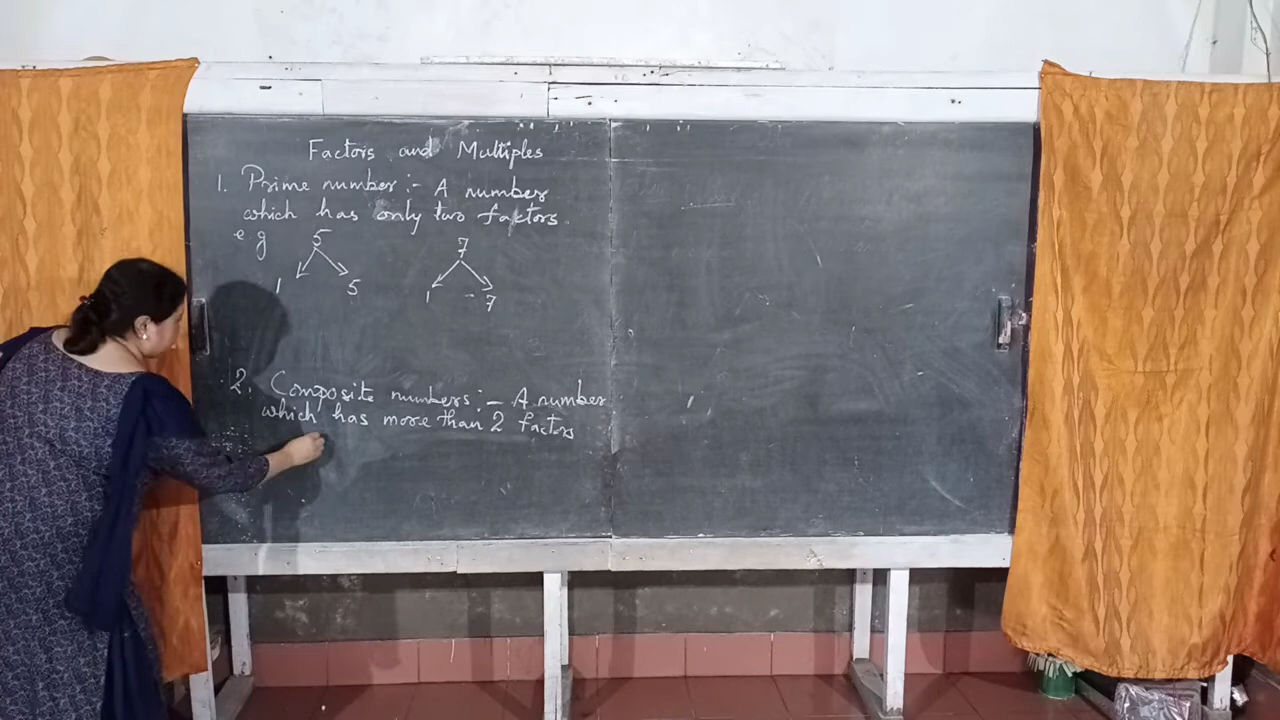 Factors and Multiples
1. Prime number :- A number
which has only two factors.
e g 5 7
1 5 1 7
2. Composite numbers :- A number
which has more than 2 factors